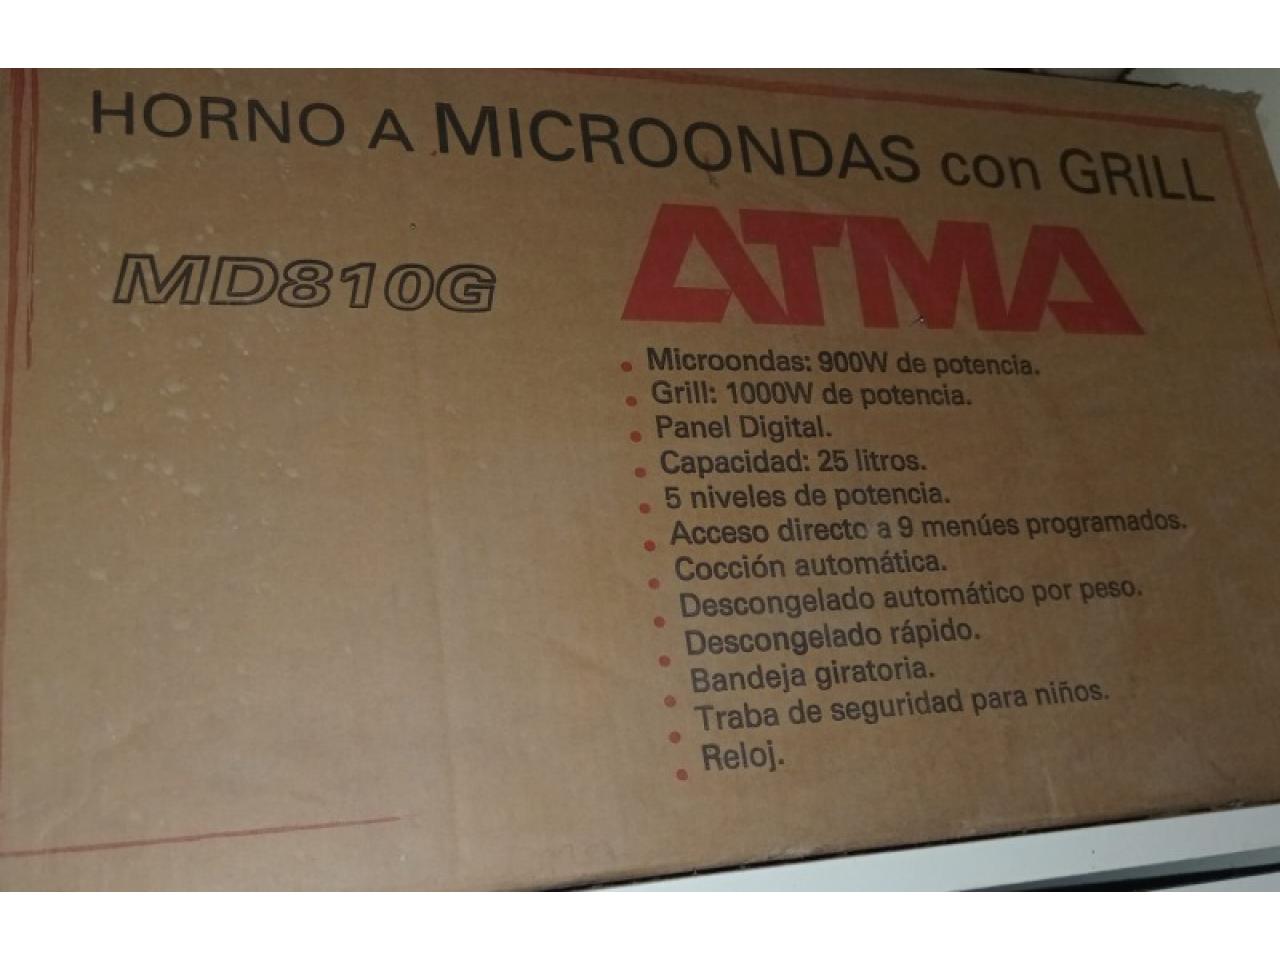 HORNO A MICROONDAS con GRILL
MD810G
ATMA
• Microondas: 900W de potencia.
• Grill: 1000W de potencia.
• Panel Digital.
• Capacidad: 25 litros.
• 5 niveles de potencia.
• Acceso directo a 9 menúes programados.
• Cocción automática.
• Descongelado automático por peso.
• Descongelado rápido.
• Bandeja giratoria.
• Traba de seguridad para niños.
• Reloj.